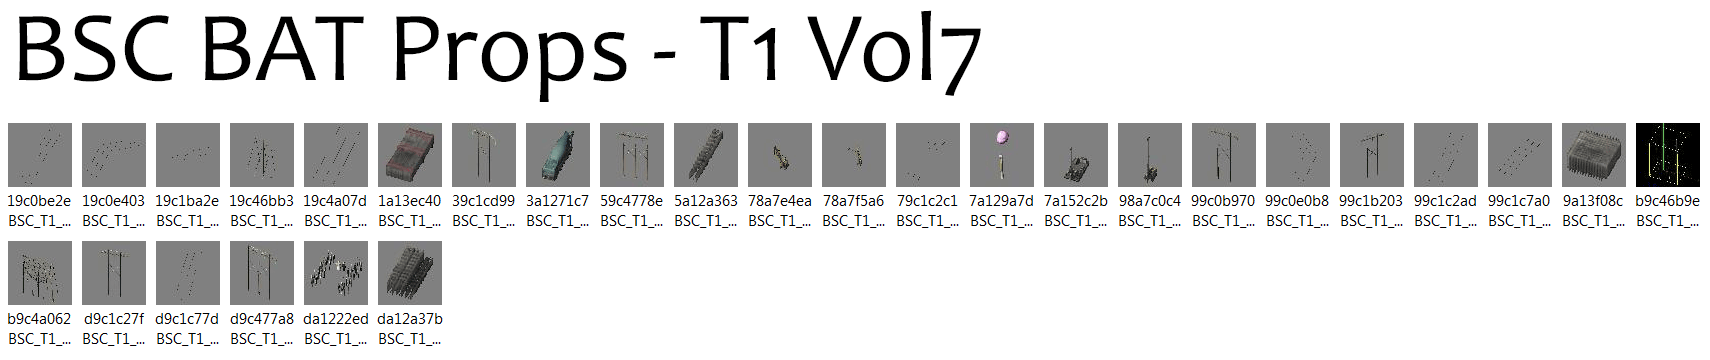 BSC BAT Props - T1 Vol7
19c0be2e 19c0e403 19c1ba2e 19c46bb3 19c4a07d 1a13ec40 39c1cd99 3a1271c7 59c4778e 5a12a363 78a7e4ea 78a7f5a6 79c1c2c1 7a129a7d 7a152c2b 98a7c0c4 99c0b970 99c0e0b8 99c1b203 99c1c2ad 99c1c7a0 9a13f08c b9c46b9e
BSC_T1_... BSC_T1_... BSC_T1_... BSC_T1_... BSC_T1_... BSC_T1_... BSC_T1_... BSC_T1_... BSC_T1_... BSC_T1_... BSC_T1_... BSC_T1_... BSC_T1_... BSC_T1_... BSC_T1_... BSC_T1_... BSC_T1_... BSC_T1_... BSC_T1_... BSC_T1_... BSC_T1_... BSC_T1_... BSC_T1_...
b9c4a062 d9c1c27f d9c1c77d d9c477a8 da1222ed da12a37b
BSC_T1_... BSC_T1_... BSC_T1_... BSC_T1_... BSC_T1_... BSC_T1_...